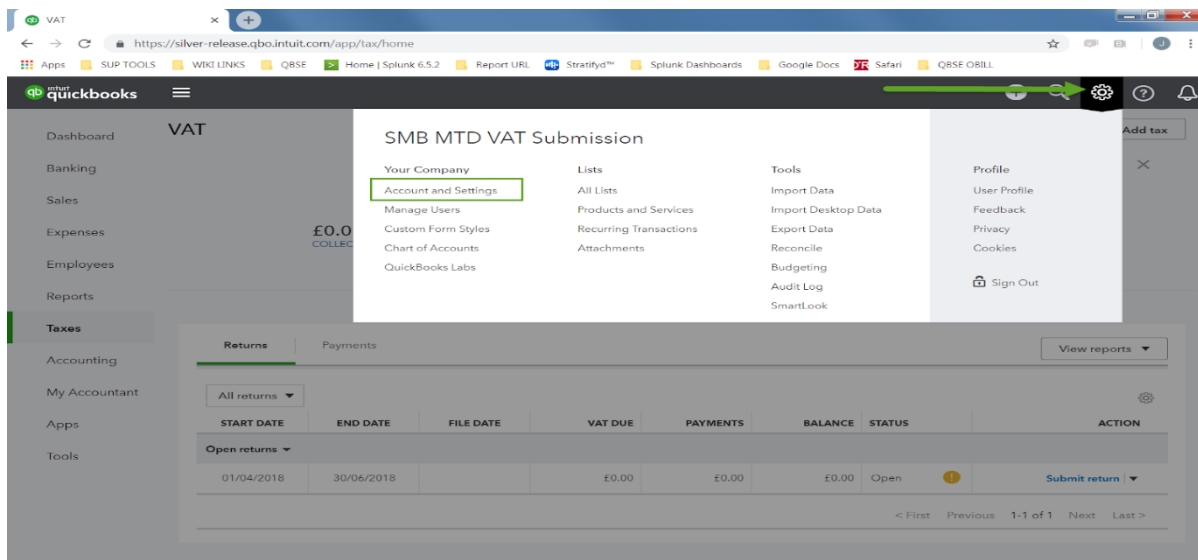 VAT
https://silver-release.qbo.intuit.com/app/tax/home
Apps SUP TOOLS WIKI LINKS QBSE Home | Splunk 6.5.2 Report URL Stratifyd™ Splunk Dashboards Google Docs Safari QBSE OBILL
qb intuit quickbooks
Dashboard
Banking
Sales
Expenses
Employees
Reports
Taxes
Accounting
My Accountant
Apps
Tools
VAT
Add tax
£0.0
COLLEC
SMB MTD VAT Submission
Your Company
Account and Settings
Manage Users
Custom Form Styles
Chart of Accounts
QuickBooks Labs
Lists
All Lists
Products and Services
Recurring Transactions
Attachments
Tools
Import Data
Import Desktop Data
Export Data
Reconcile
Budgeting
Audit Log
SmartLook
Profile
User Profile
Feedback
Privacy
Cookies
Sign Out
Returns Payments View reports
All returns
START DATE END DATE FILE DATE VAT DUE PAYMENTS BALANCE STATUS ACTION
Open returns
01/04/2018 30/06/2018 £0.00 £0.00 £0.00 Open ! Submit return
< First Previous 1-1 of 1 Next Last >